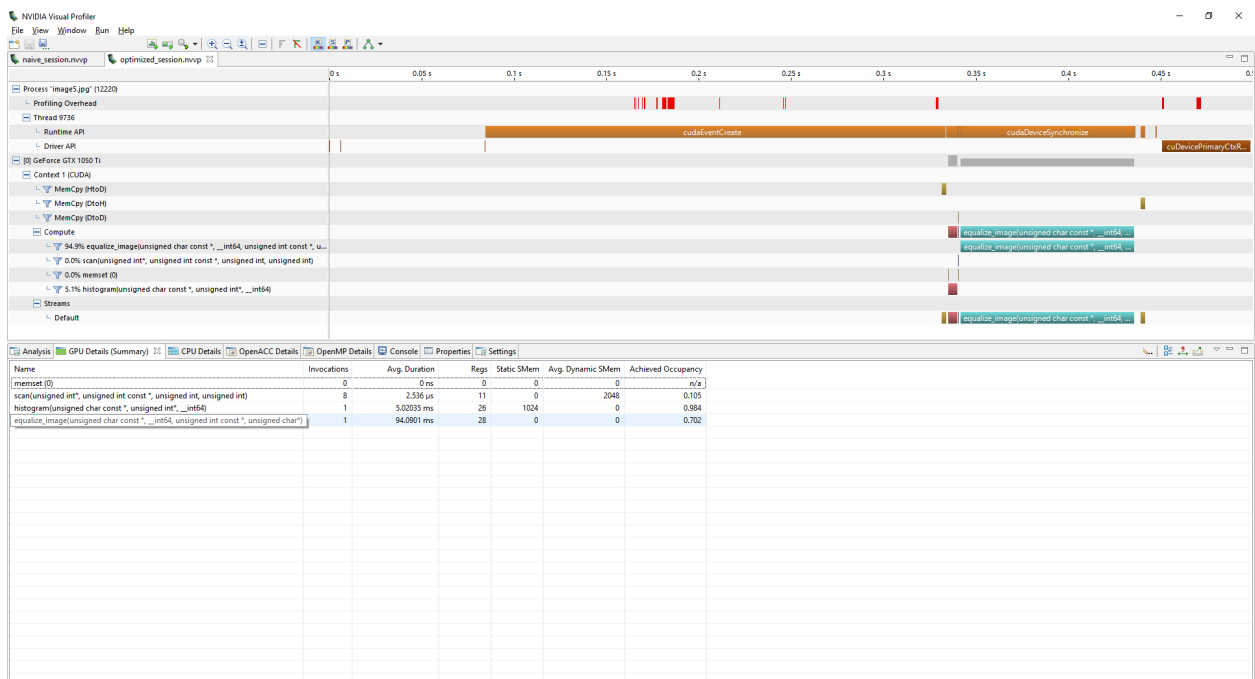 NVIDIA Visual Profiler
File View Window Run Help
naive_session.nvvp optimized_session.nvvp
0 s 0.05 s 0.1 s 0.15 s 0.2 s 0.25 s 0.3 s 0.35 s 0.4 s 0.45 s 0.
Process "image5.jpg" (12220)
Profiling Overhead
Thread 9736
Runtime API cudaEventCreate cudaDeviceSynchronize
Driver API cuDevicePrimaryCtxR...
[0] GeForce GTX 1050 Ti
Context 1 (CUDA)
MemCpy (HtoD)
MemCpy (DtoH)
MemCpy (DtoD)
Compute equalize_image(unsigned char const *, __int64, ...
94.9% equalize_image(unsigned char const *, __int64, unsigned int const *, u... equalize_image(unsigned char const *, __int64, ...
0.0% scan(unsigned int*, unsigned int const *, unsigned int, unsigned int)
0.0% memset (0)
5.1% histogram(unsigned char const *, unsigned int*, __int64)
Streams
Default equalize_image(unsigned char const *, __int64, ...
Analysis GPU Details (Summary) CPU Details OpenACC Details OpenMP Details Console Properties Settings
Name Invocations Avg. Duration Regs Static SMem Avg. Dynamic SMem Achieved Occupancy
memset (0) 0 0 ns 0 0 0 n/a
scan(unsigned int*, unsigned int const *, unsigned int, unsigned int) 8 2.536 µs 11 0 2048 0.105
histogram(unsigned char const *, unsigned int*, __int64) 1 5.02035 ms 26 1024 0 0.984
equalize_image(unsigned char const *, __int64, unsigned int const *, unsigned char*) 1 94.0901 ms 28 0 0 0.702